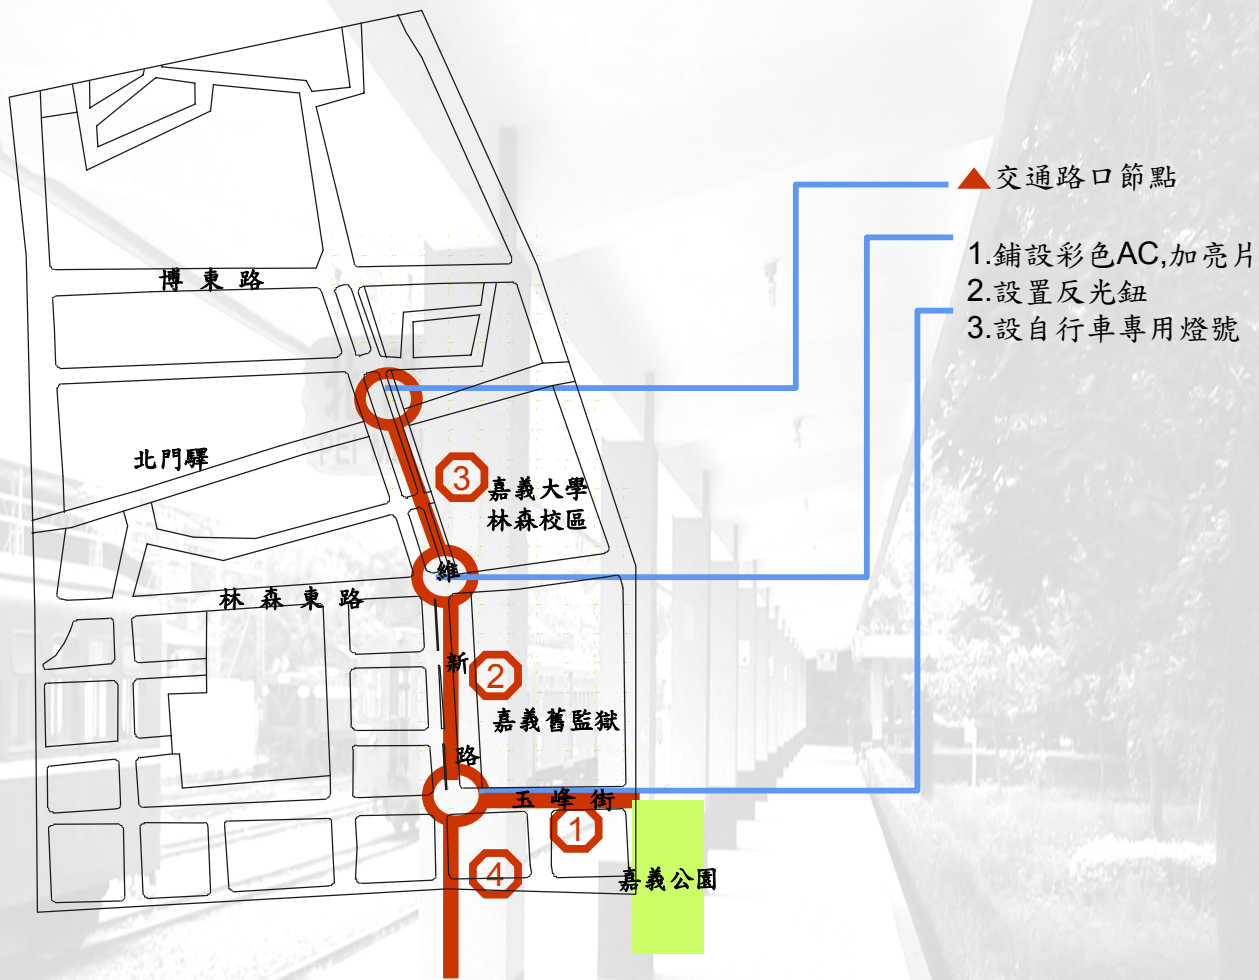 交通路口節點
1.鋪設彩色AC,加亮片
2.設置反光鈕
3.設自行車專用燈號
博東路
北門驛
3
嘉義大學
林森校區
維
新
路
林森東路
2
嘉義舊監獄
玉峰街
1
4
嘉義公園